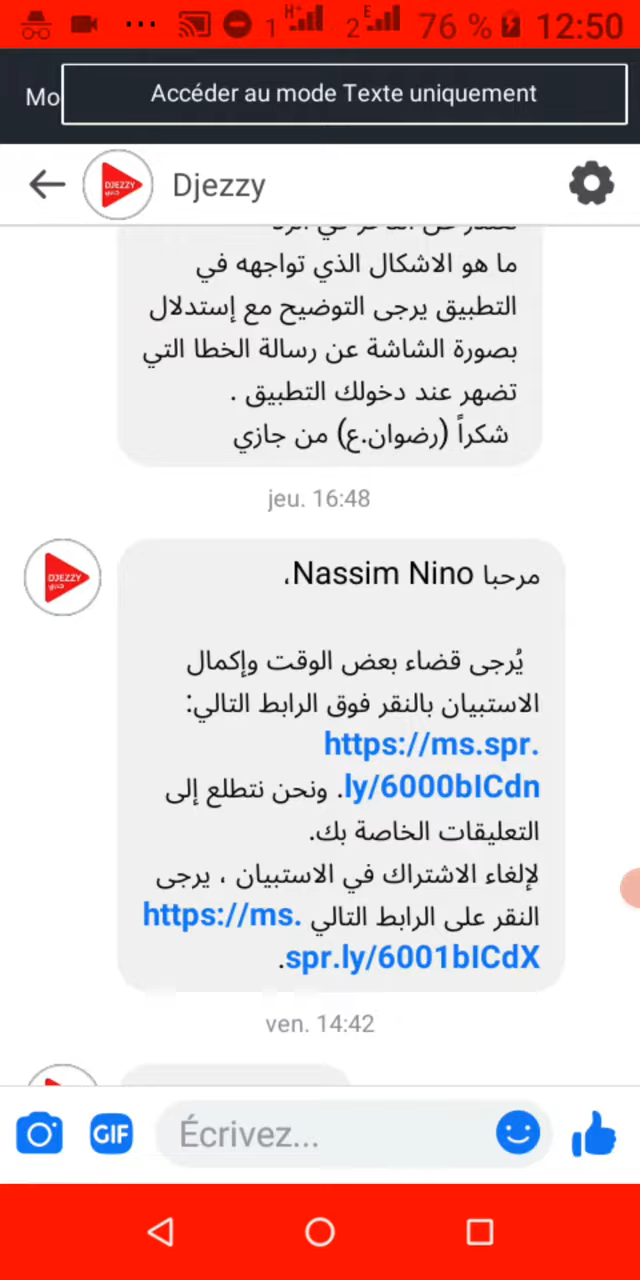 1 H+ 2 E 76 % 12:50
Mo
Accéder au mode Texte uniquement
Djezzy
ما هو الاشكال الذي تواجهه في
التطبيق يرجى التوضيح مع إستدلال
بصورة الشاشة عن رسالة الخطا التي
تضهر عند دخولك التطبيق .
شكراً (رضوان.ع) من جازي
jeu. 16:48
DJEZZY
جازي
مرحبا Nassim Nino،
يُرجى قضاء بعض الوقت وإكمال
الاستبيان بالنقر فوق الرابط التالي:
https://ms.spr.
ly/6000bICdn. ونحن نتطلع إلى
التعليقات الخاصة بك.
لإلغاء الاشتراك في الاستبيان ، يرجى
النقر على الرابط التالي https://ms.
spr.ly/6001bICdX.
ven. 14:42
GIF
Écrivez...